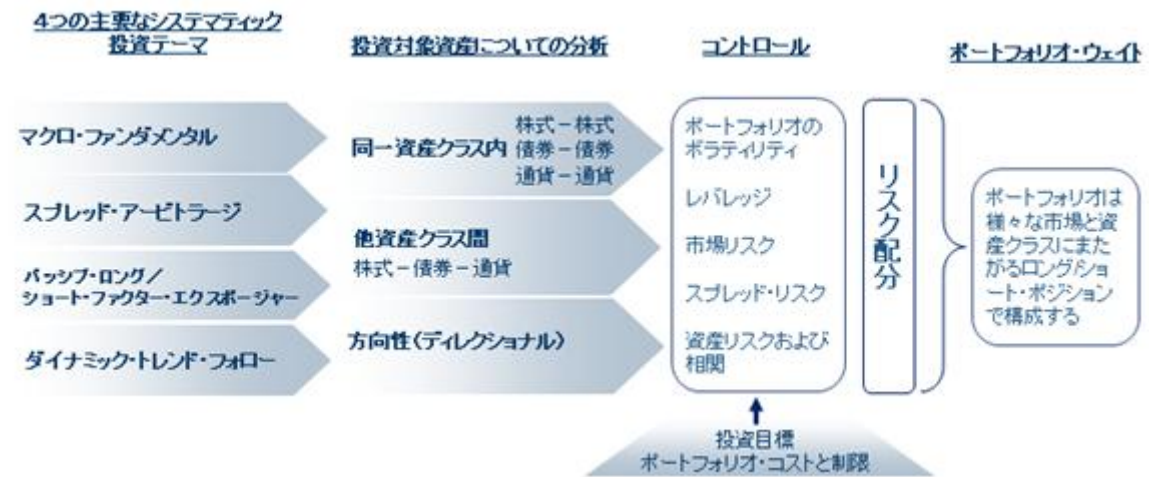 4つの主要なシステマティック
投資テーマ
投資対象資産についての分析
コントロール
ポートフォリオ・ウェイト
マクロ・ファンダメンタル
スプレッド・アービトラージ
パッシブ・ロング／
ショート・ファクター・エクスポージャー
ダイナミック・トレンド・フォロー
同一資産クラス内
株式－株式
債券－債券
通貨－通貨
他資産クラス間
株式－債券－通貨
方向性(ディレクショナル)
ポートフォリオの
ボラティリティ
レバレッジ
市場リスク
スプレッド・リスク
資産リスクおよび
相関
リスク配分
ポートフォリオは
様々な市場と資
産クラスにまた
がるロング/ショ
ート・ポジション
で構成する
投資目標
ポートフォリオ・コストと制限